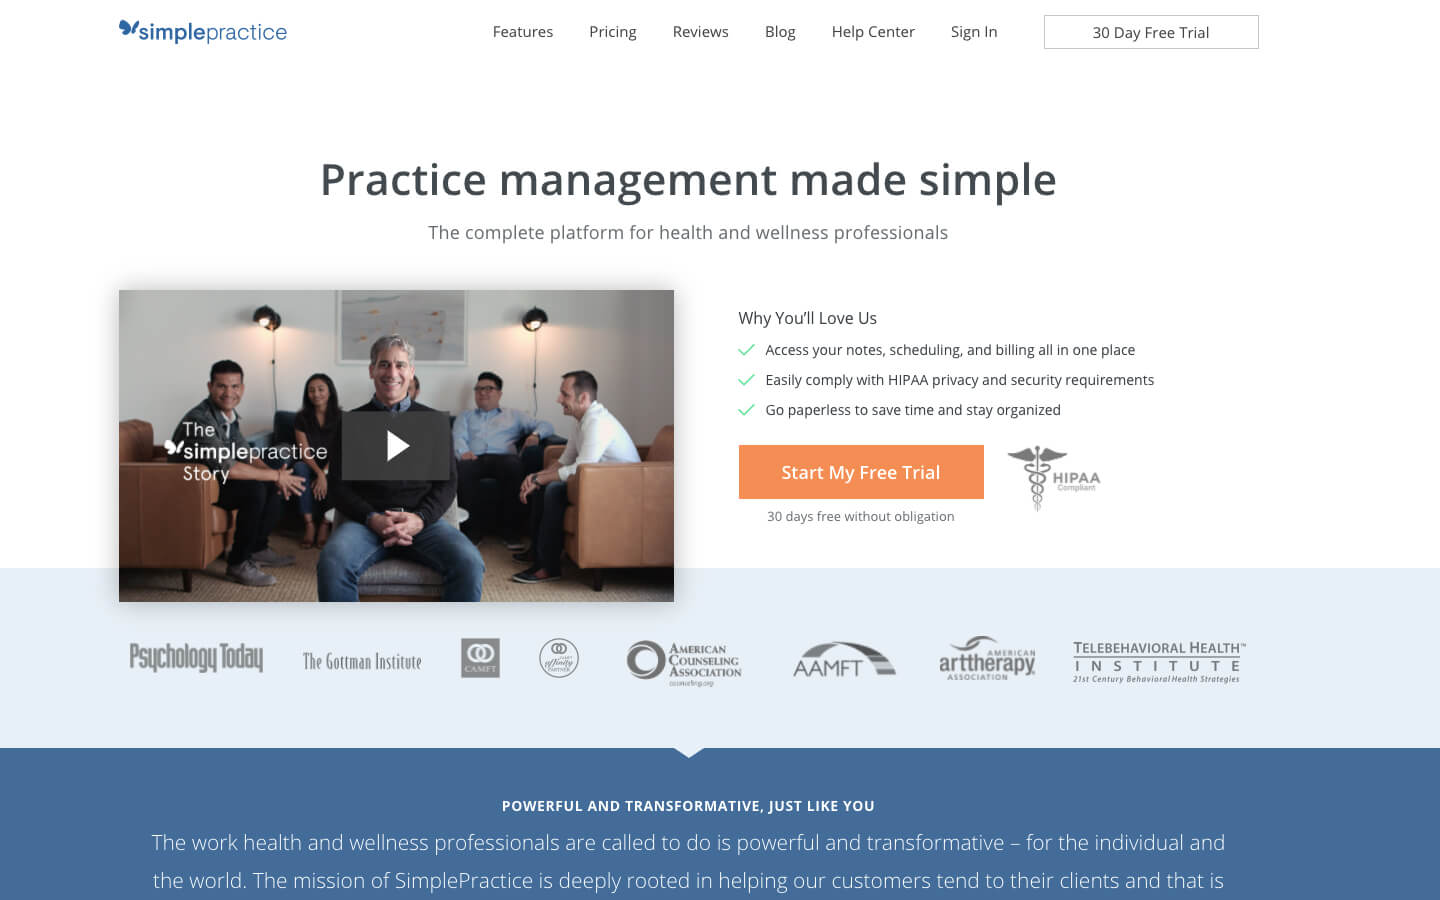 simplepractice
Features
Pricing
Reviews
Blog
Help Center
Sign In
30 Day Free Trial
Practice management made simple
The complete platform for health and wellness professionals
The
simplepractice
Story
Why You'll Love Us
Access your notes, scheduling, and billing all in one place
Easily comply with HIPAA privacy and security requirements
Go paperless to save time and stay organized
Start My Free Trial
HIPAA
Compliant
30 days free without obligation
Psychology Today
The Gottman Institute
CAMFT
CAMFT
affinity
PARTNER
AMERICAN
COUNSELING
ASSOCIATION
counseling.org
AAMFT
AMERICAN
arttherapy
ASSOCIATION
TELEBEHAVIORAL HEALTH™
INSTITUTE
21st Century Behavioral Health Strategies
POWERFUL AND TRANSFORMATIVE, JUST LIKE YOU
The work health and wellness professionals are called to do is powerful and transformative – for the individual and
the world. The mission of SimplePractice is deeply rooted in helping our customers tend to their clients and that is